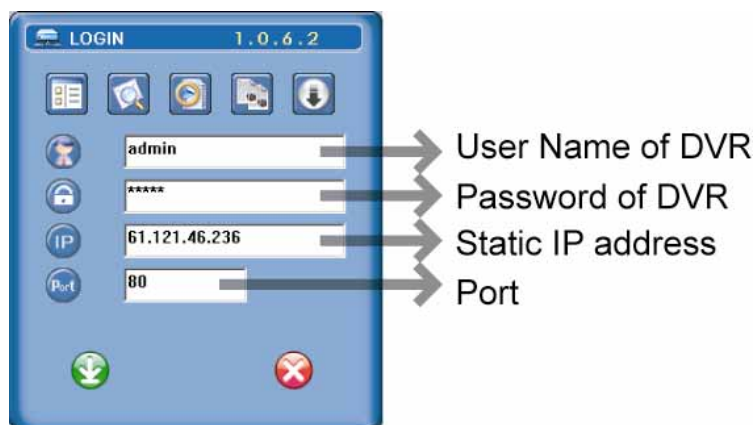 LOGIN 1.0.6.2
admin
User Name of DVR
*****
Password of DVR
IP
61.121.46.236
Static IP address
Port
80
Port